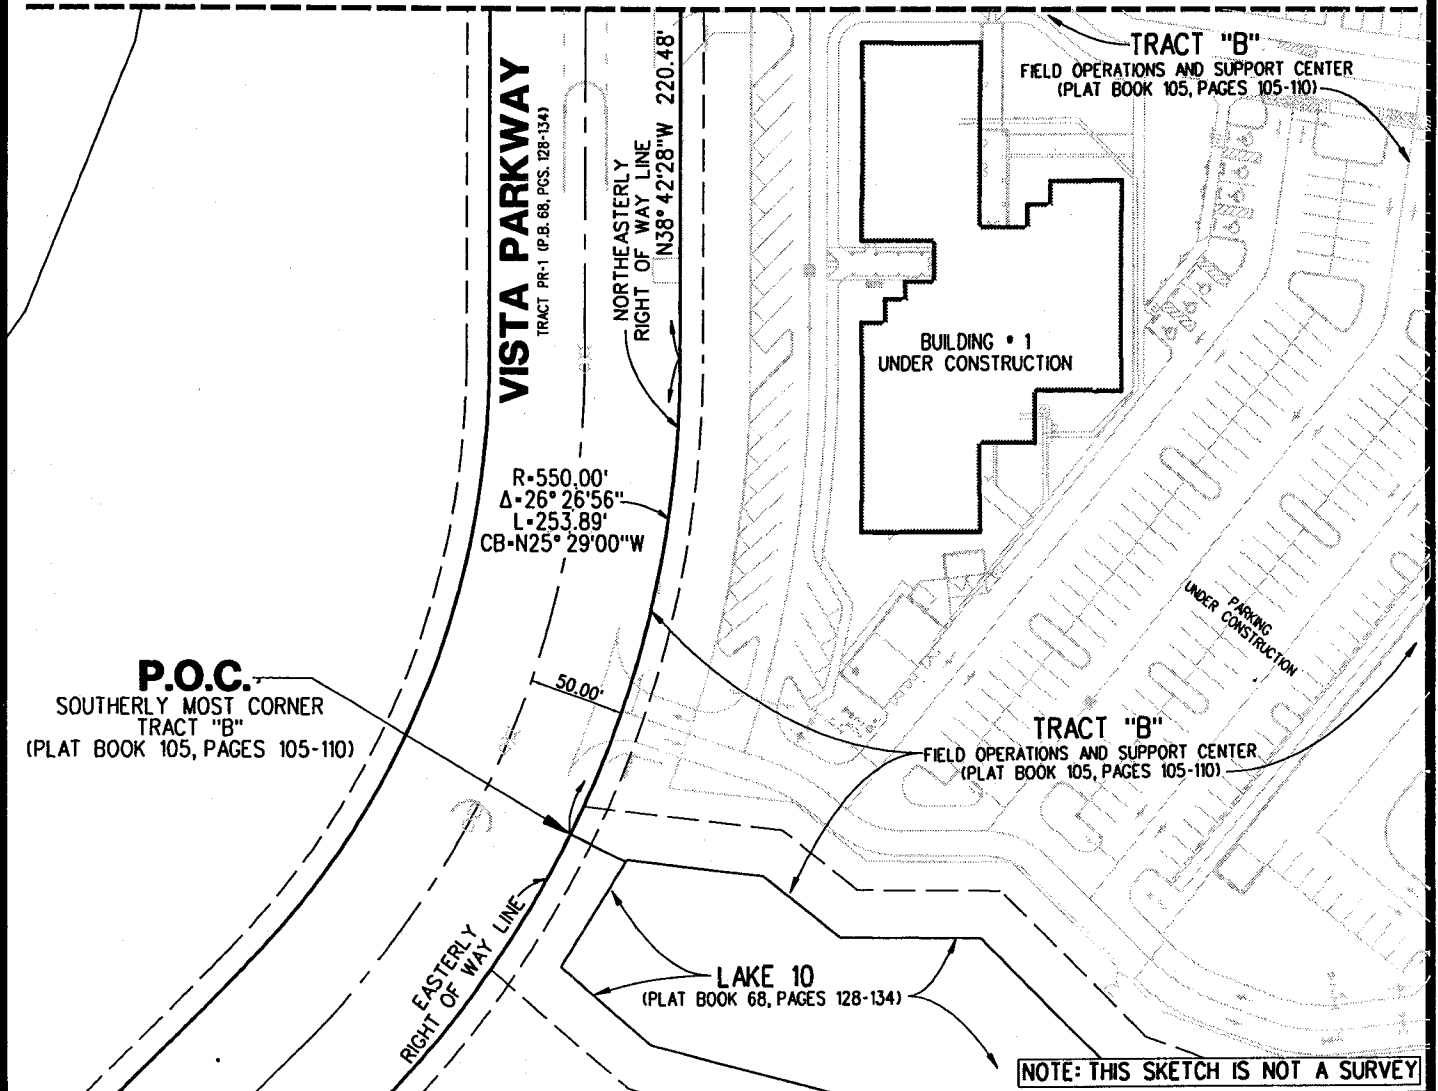 TRACT "B"
FIELD OPERATIONS AND SUPPORT CENTER
(PLAT BOOK 105, PAGES 105-110)
VISTA PARKWAY
TRACT PR-1 (P.B. 68, PGS. 128-134)
NORTHEASTERLY
RIGHT OF WAY LINE
N38°42'28"W 220.48'
BUILDING # 1
UNDER CONSTRUCTION
R=550.00'
Δ=26°26'56"
L=253.89'
CB=N25°29'00"W
PARKING
UNDER CONSTRUCTION
P.O.C.
SOUTHERLY MOST CORNER
TRACT "B"
(PLAT BOOK 105, PAGES 105-110)
50.00'
TRACT "B"
FIELD OPERATIONS AND SUPPORT CENTER
(PLAT BOOK 105, PAGES 105-110)
EASTERLY
RIGHT OF WAY LINE
LAKE 10
(PLAT BOOK 68, PAGES 128-134)
NOTE: THIS SKETCH IS NOT A SURVEY